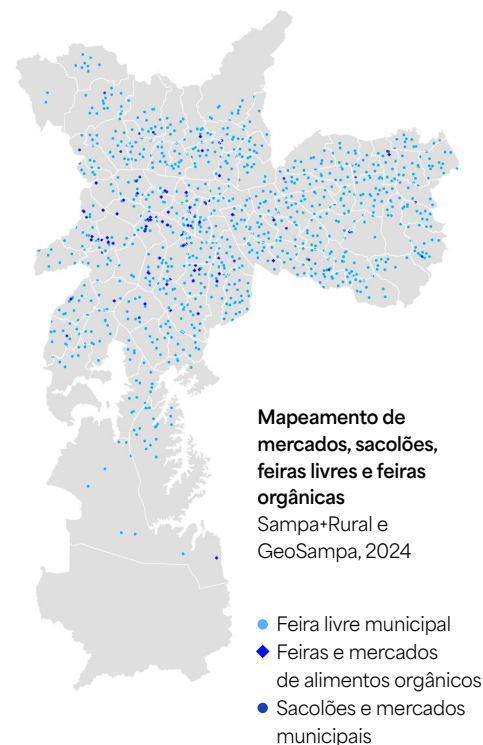 Mapeamento de
mercados, sacolões,
feiras livres e feiras
orgânicas
Sampa+Rural e
GeoSampa, 2024
Feira livre municipal
Feiras e mercados
de alimentos orgânicos
Sacolões e mercados
municipais